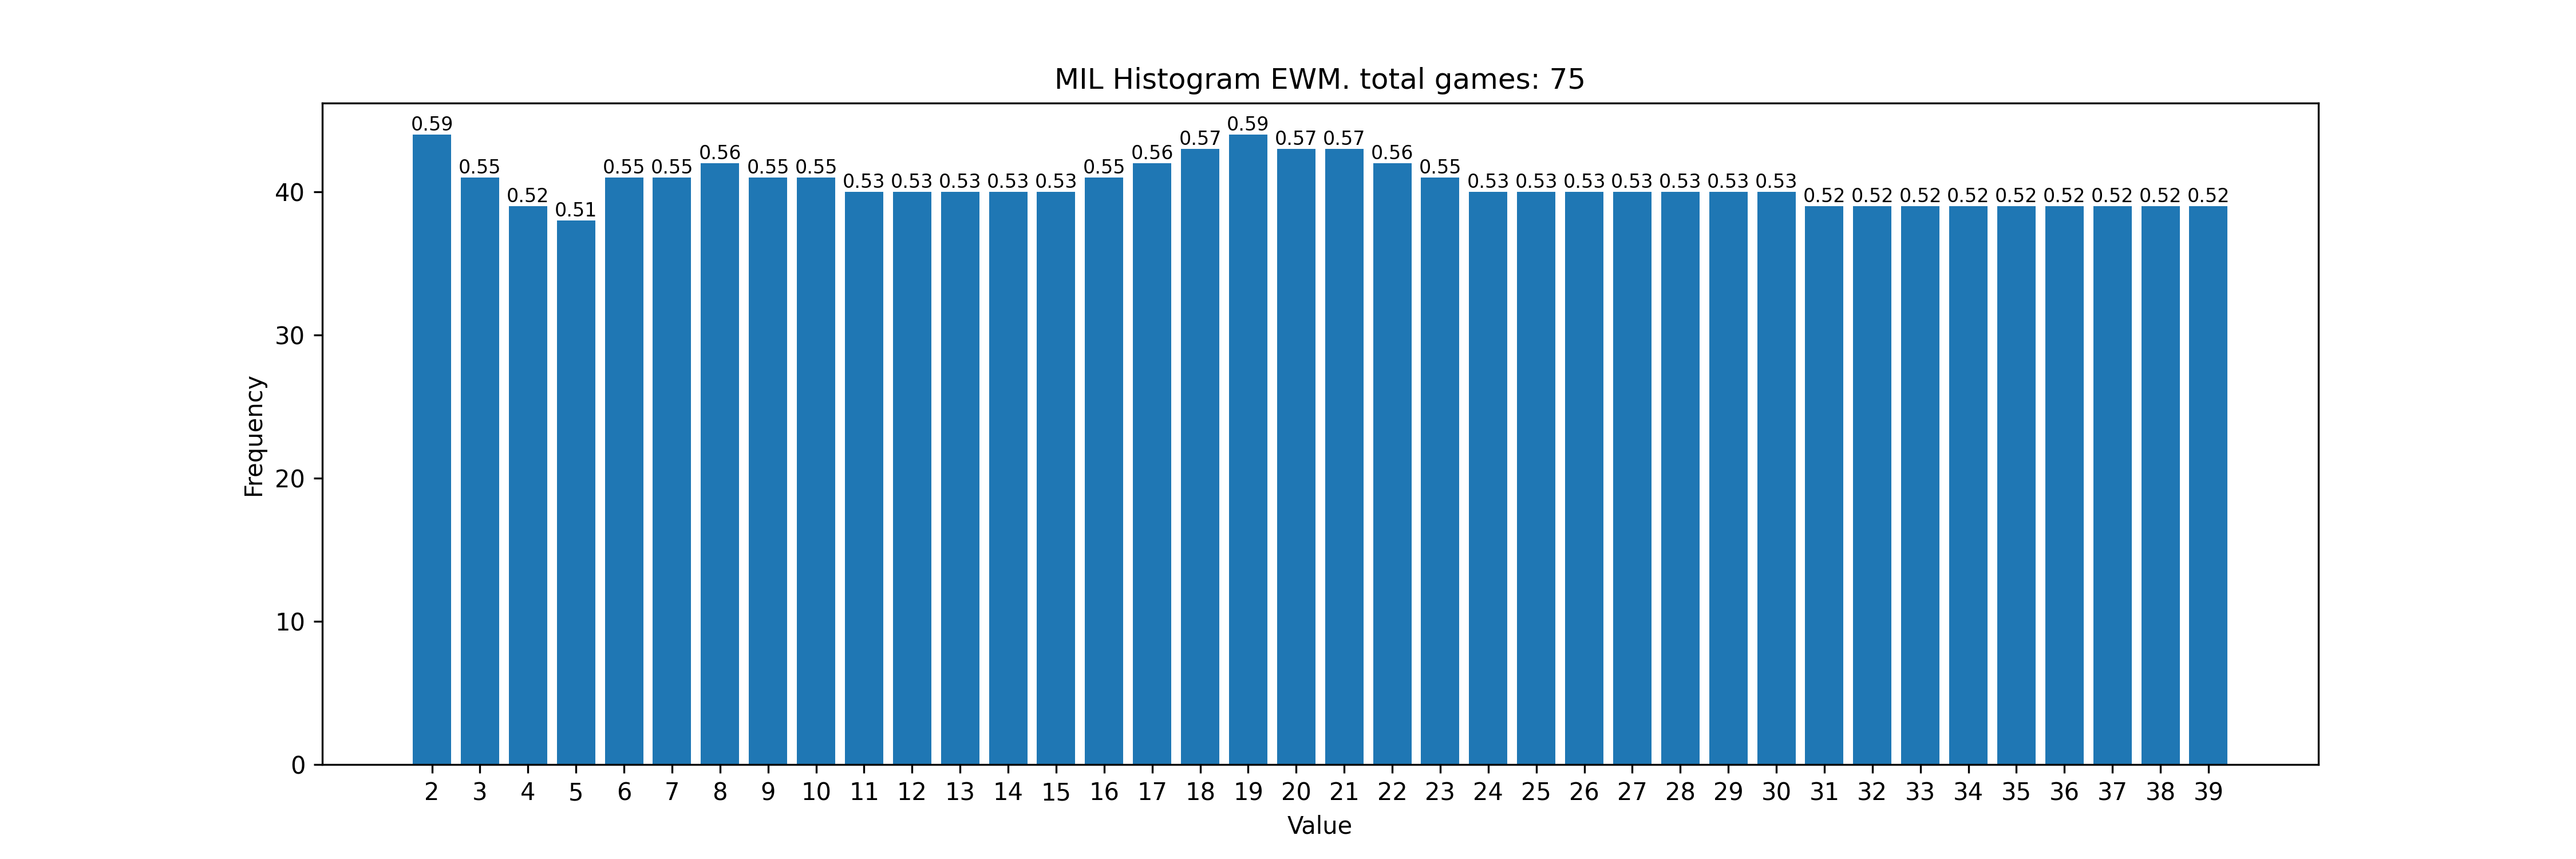 MIL Histogram EWM. total games: 75
0.59 0.55 0.52 0.51 0.55 0.55 0.56 0.55 0.55 0.53 0.53 0.53 0.53 0.53 0.55 0.56 0.57 0.59 0.57 0.57 0.56 0.55 0.53 0.53 0.53 0.53 0.53 0.53 0.53 0.52 0.52 0.52 0.52 0.52 0.52 0.52 0.52 0.52
40
30
20
10
0
Frequency
2 3 4 5 6 7 8 9 10 11 12 13 14 15 16 17 18 19 20 21 22 23 24 25 26 27 28 29 30 31 32 33 34 35 36 37 38 39
Value